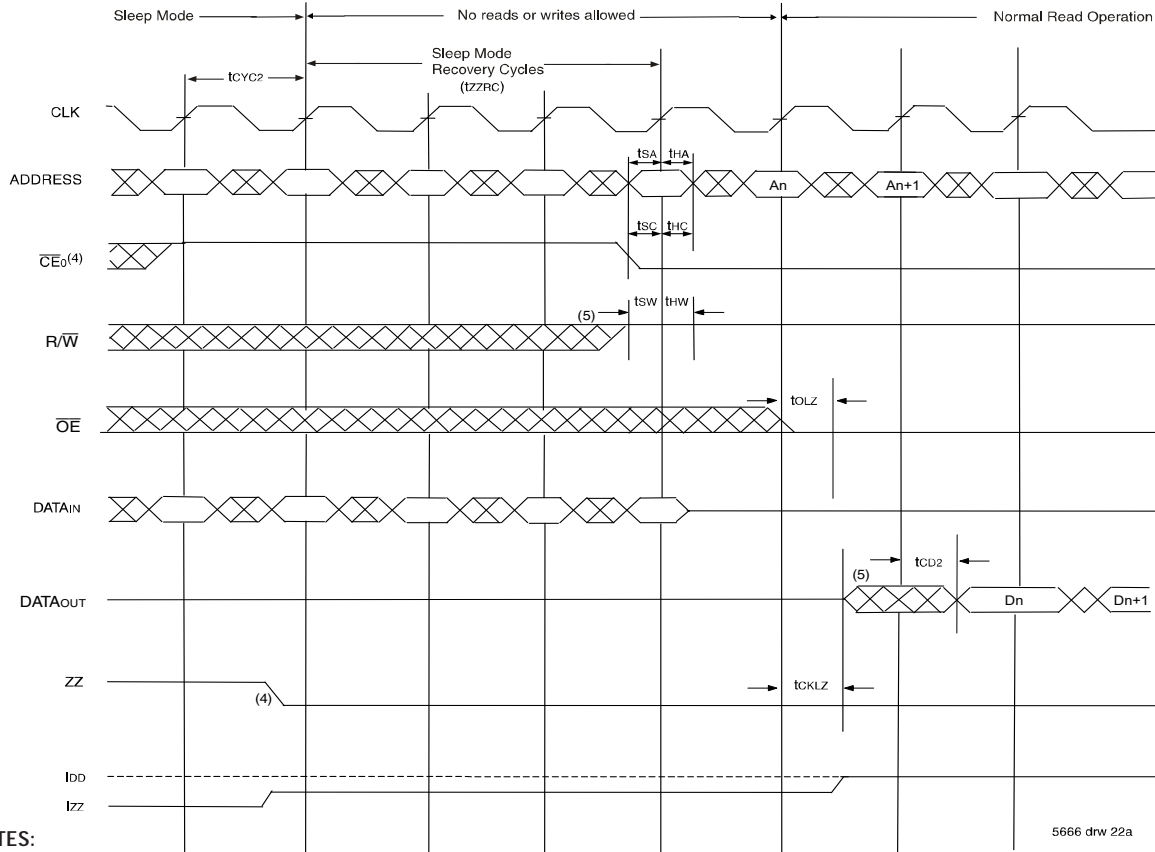 Sleep Mode
No reads or writes allowed
Normal Read Operation
Sleep Mode
Recovery Cycles
(tZZRC)
tCYC2
CLK
tSA tHA
ADDRESS
An
An+1
tSC tHC
CE0(4)
tSW tHW
(5)
R/W
tOLZ
OE
DATAIN
tCD2
(5)
DATAOUT
Dn
Dn+1
ZZ
(4)
tCKLZ
IDD
IZZ
5666 drw 22a
TES: